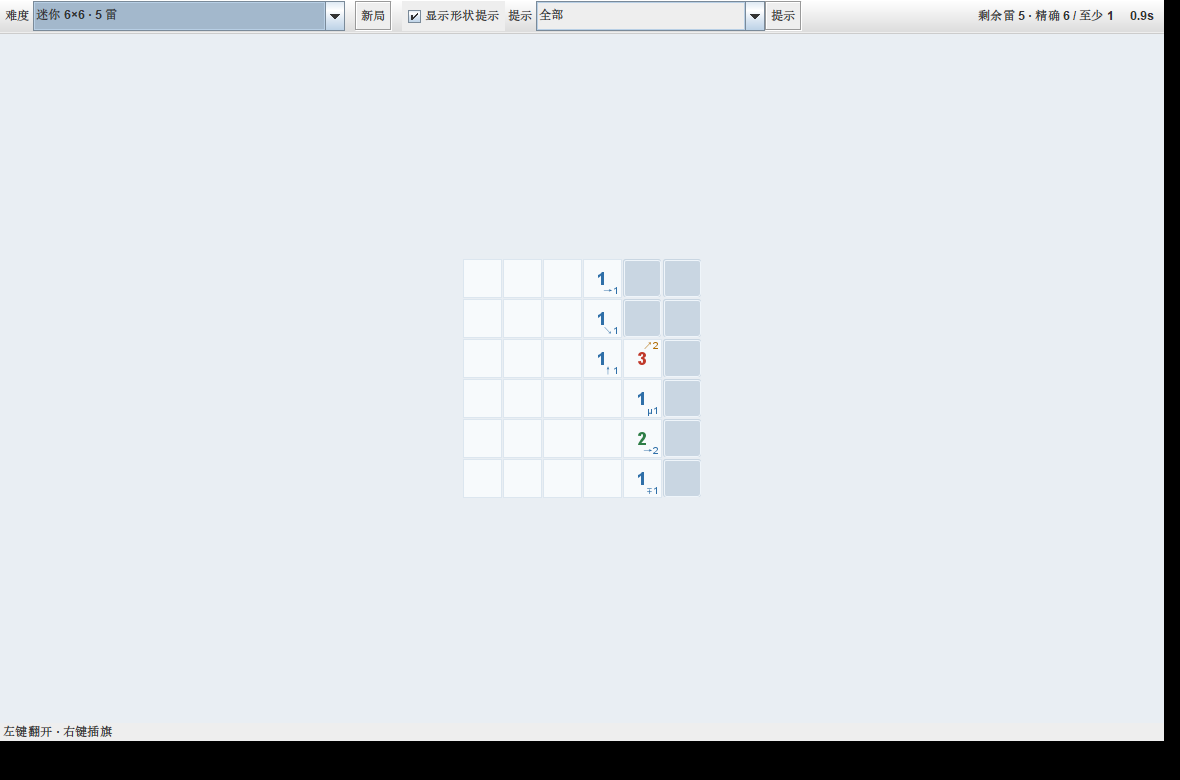 难度 迷你 6×6 · 5 雷 新局 显示形状提示 提示 全部 提示 剩余雷 5 · 精确 6 / 至少 1 0.9s
1 →1
1 ↘1
1 ↑1 3 ↗2
1 μ1
2 →2
1 ∓1
左键翻开 · 右键插旗